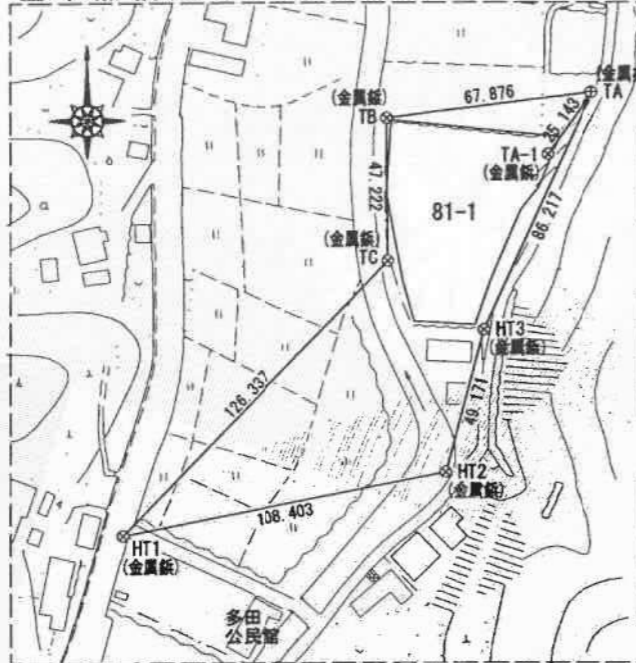 (金属鋲)
TA
67.876
(金属鋲)
TB
25.143
TA-1
(金属鋲)
47.222
81-1
86.217
(金属鋲)
TC
HT3
(金属鋲)
126.337
49.171
HT2
(金属鋲)
108.403
HT1
(金属鋲)
多田
公民館